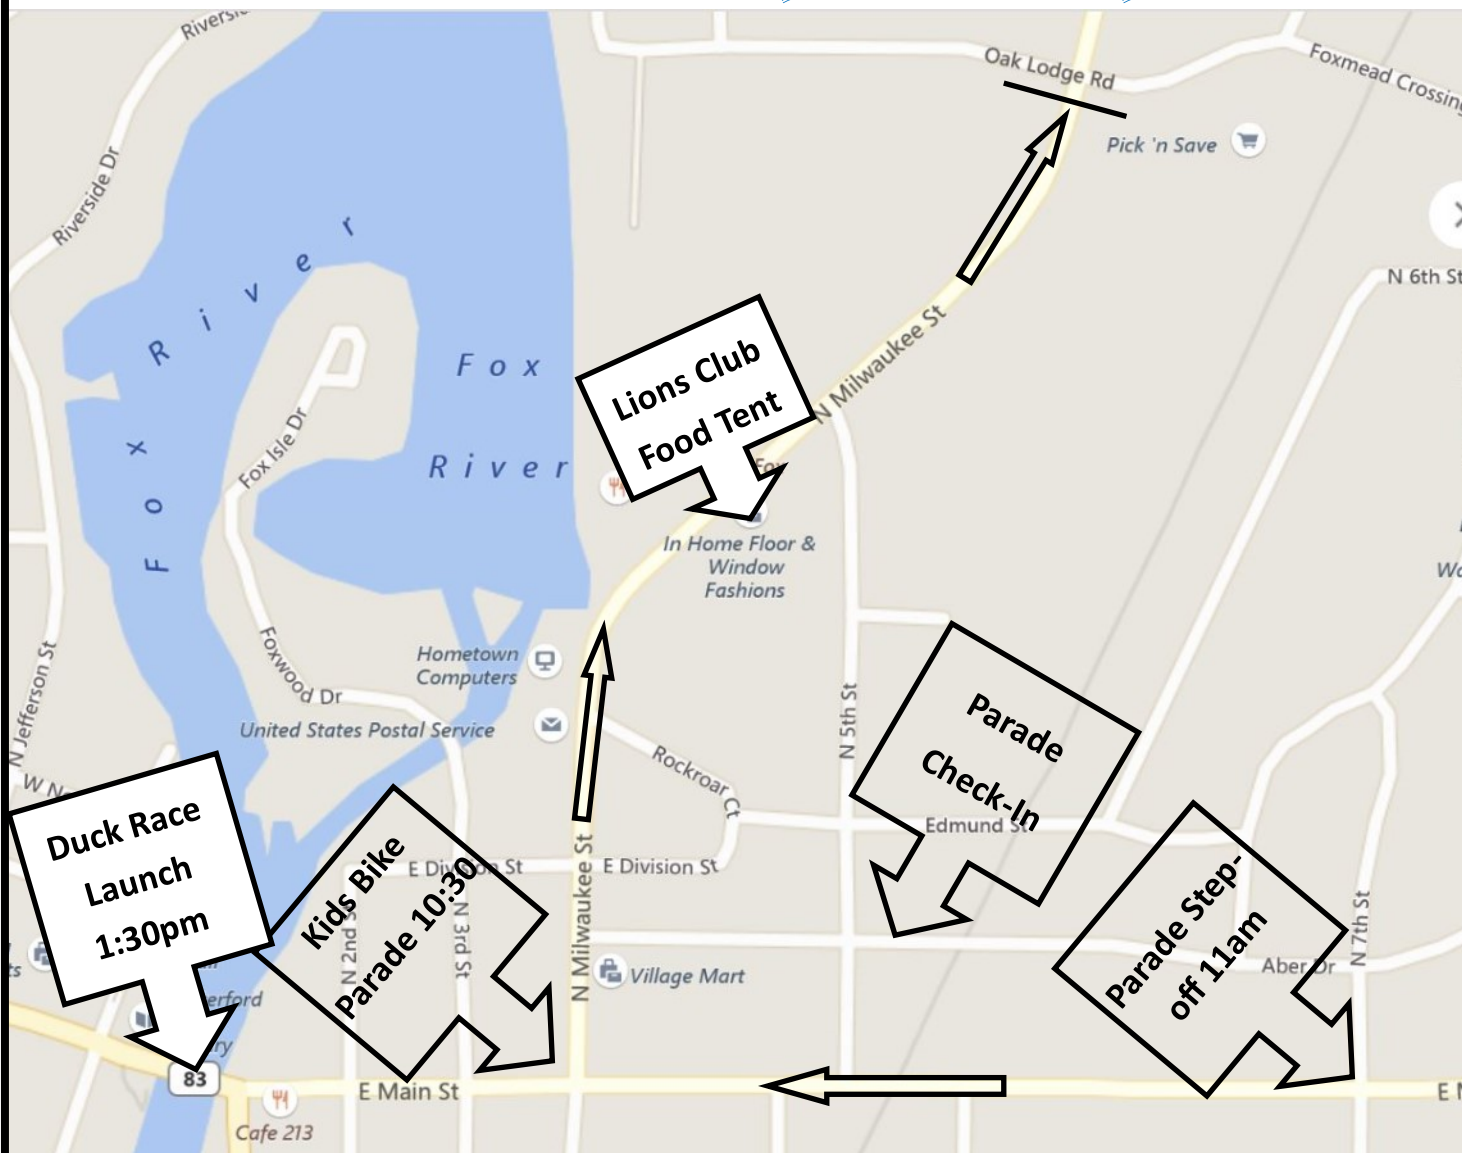 Riversi
Oak Lodge Rd
Foxmead Crossing
Pick 'n Save
Riverside Dr
Fox River
N 6th St
Lions Club
Food Tent
N Milwaukee St
Fox
River
Fox Isle Dr
Fox
In Home Floor &
Window
Fashions
Hometown
Computers
Foxwood Dr
N Jefferson St
United States Postal Service
N 5th St
Rockroar Ct
Parade
Check-In
Edmund St
W N
Duck Race
Launch
1:30pm
Kids Bike
Parade 10:30
E Division St
E Division St
N 2nd S
N 3rd St
N Milwaukee St
Village Mart
Parade Step-
off 11am
Aber Dr
N 7th St
ts
erford
ry
83
E Main St
Cafe 213